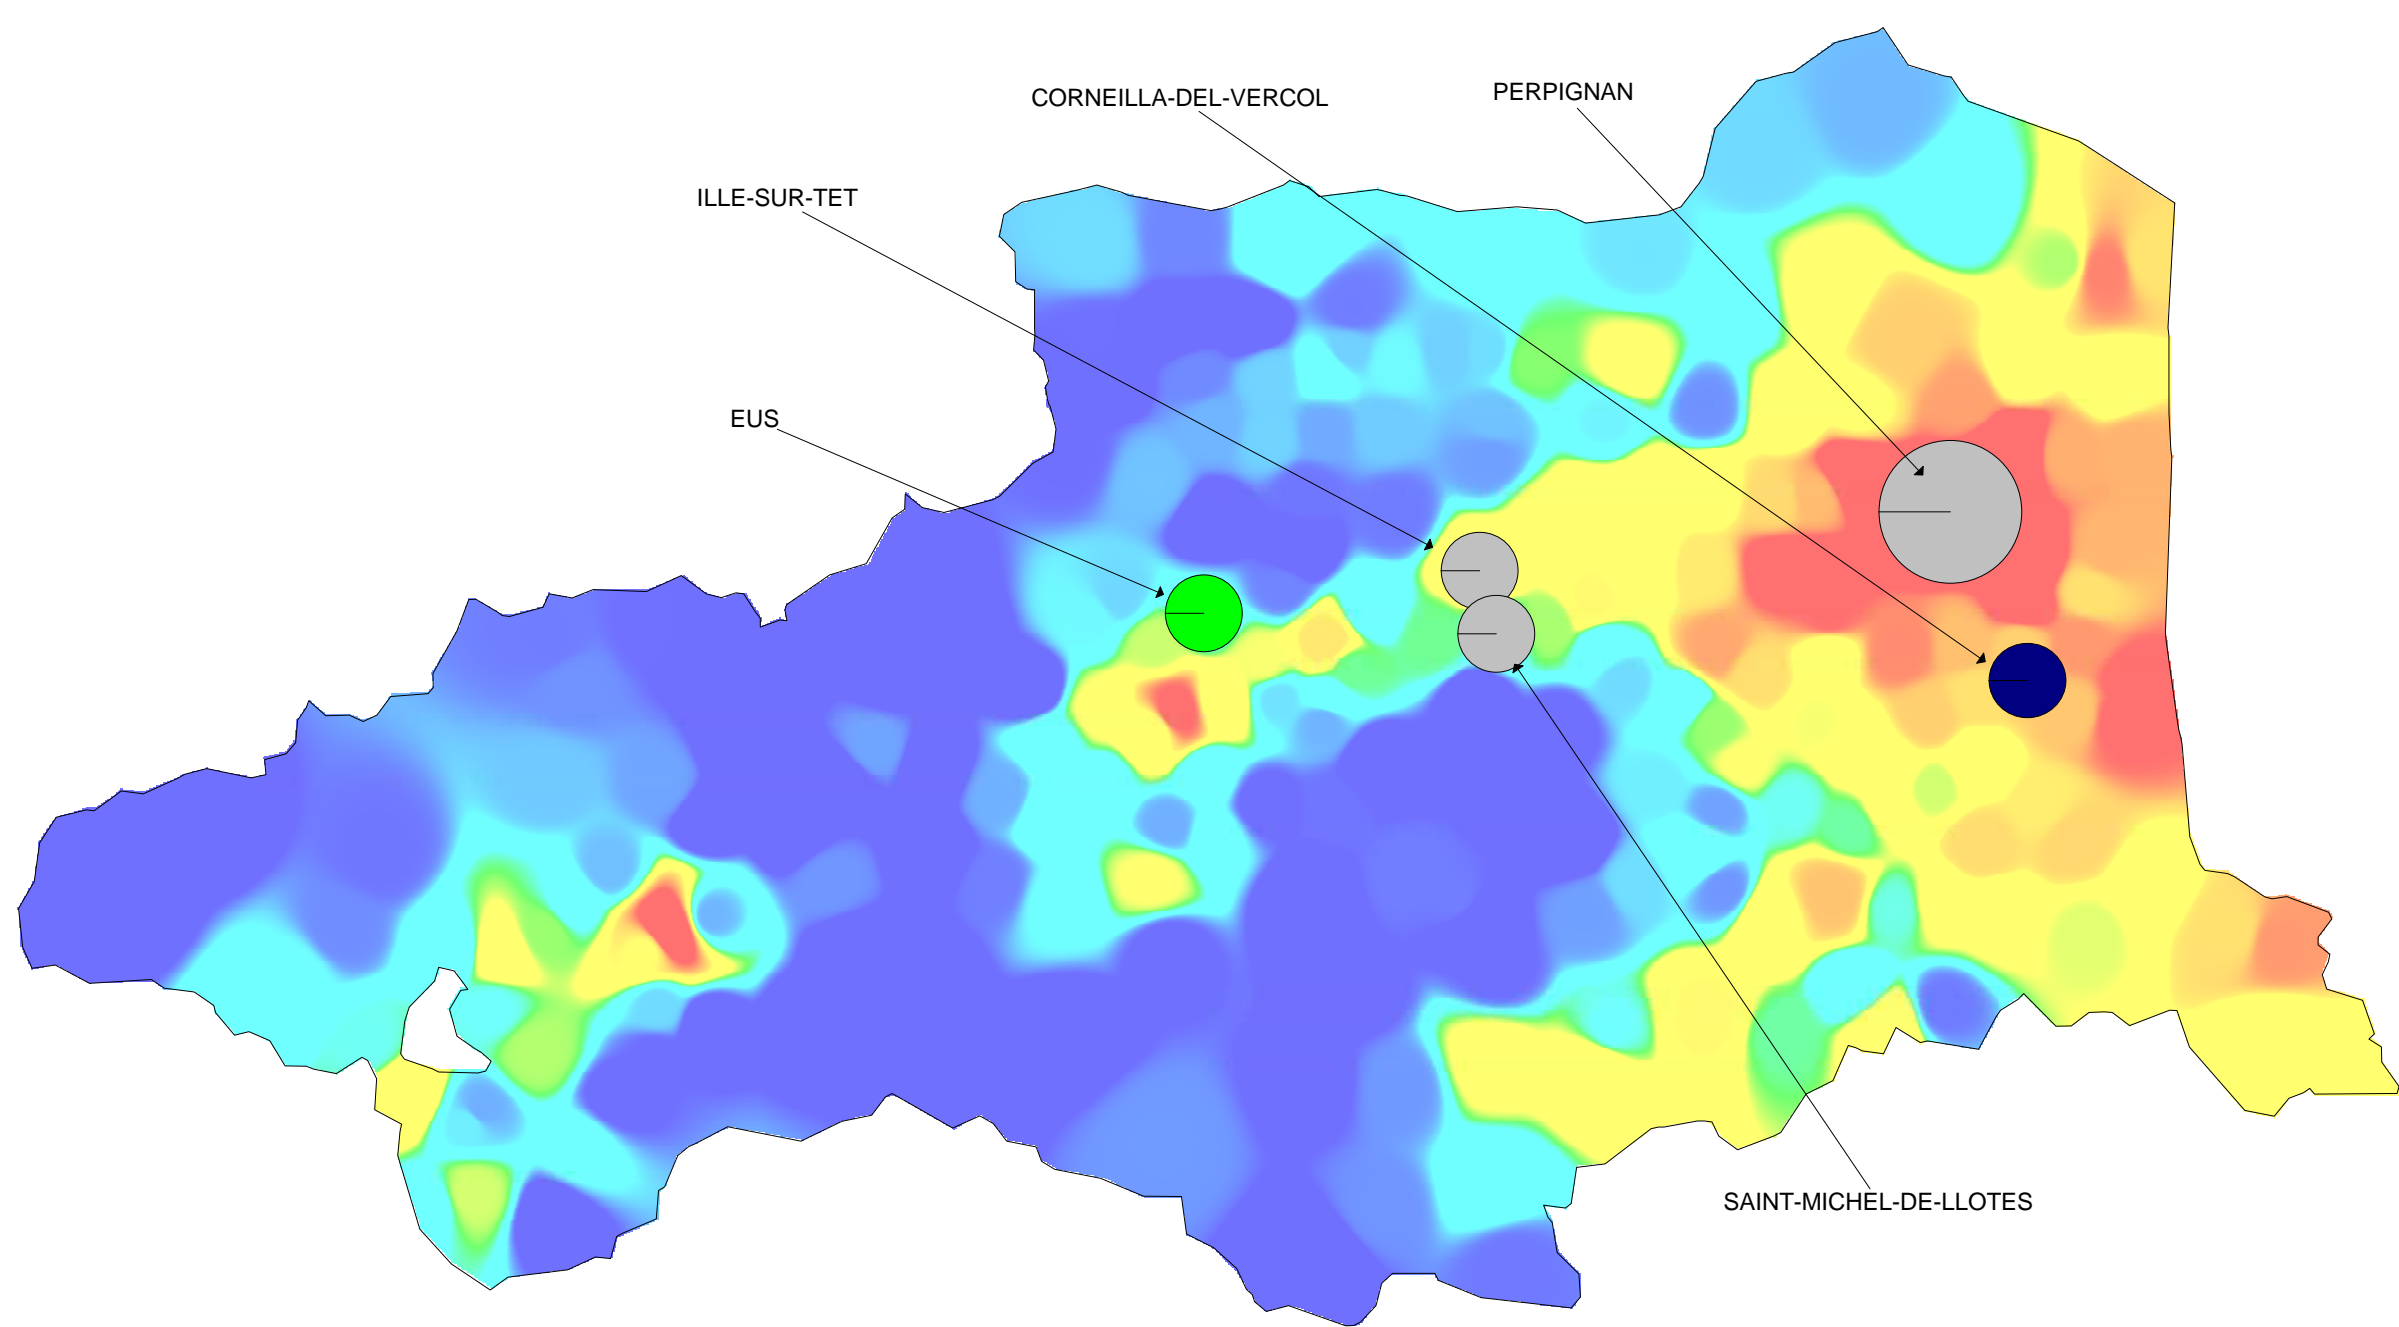 PERPIGNAN
CORNEILLA-DEL-VERCOL
ILLE-SUR-TET
EUS
SAINT-MICHEL-DE-LLOTES